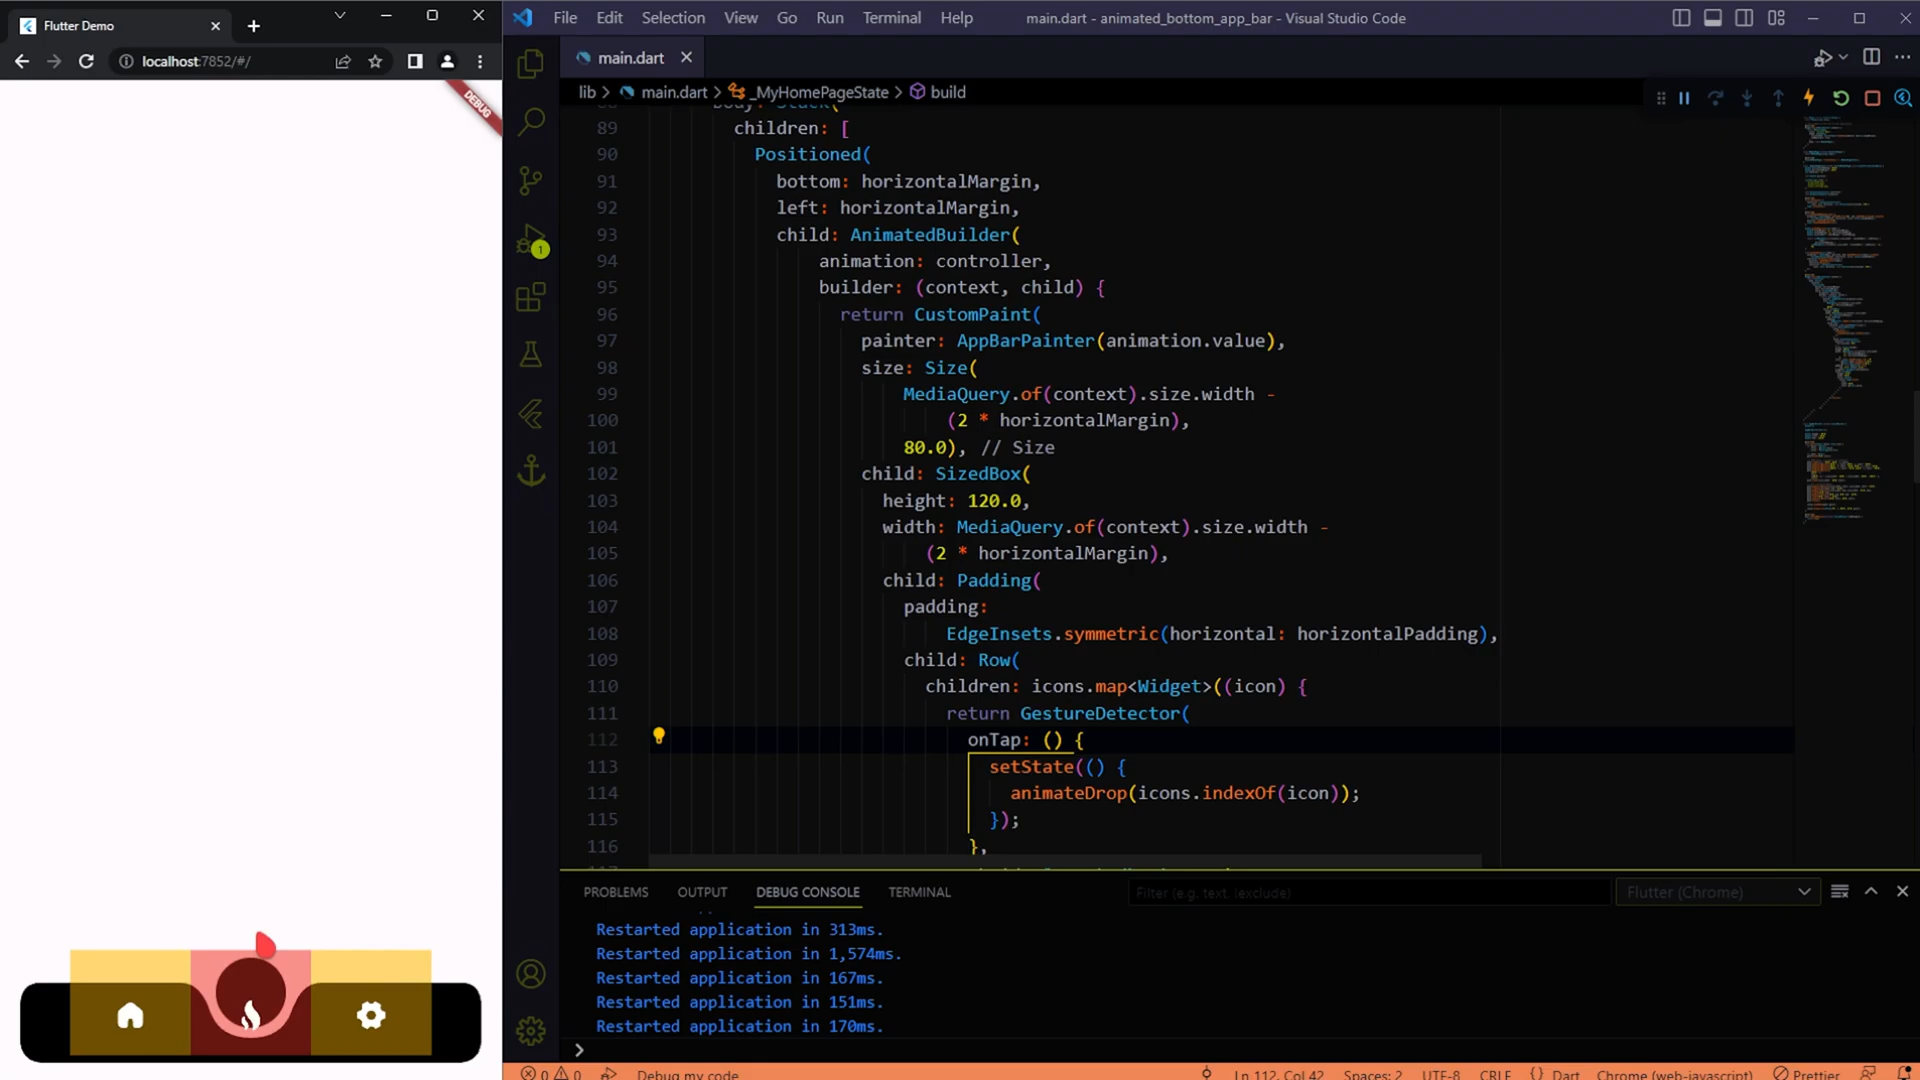 Flutter Demo
localhost:7852/#/
DEBUG
File Edit Selection View Go Run Terminal Help
main.dart - animated_bottom_app_bar - Visual Studio Code
main.dart
lib > main.dart > _MyHomePageState > build
body: Stack(
89 children: [
90 Positioned(
91 bottom: horizontalMargin,
92 left: horizontalMargin,
93 child: AnimatedBuilder(
94 animation: controller,
95 builder: (context, child) {
96 return CustomPaint(
97 painter: AppBarPainter(animation.value),
98 size: Size(
99 MediaQuery.of(context).size.width -
100 (2 * horizontalMargin),
101 80.0), // Size
102 child: SizedBox(
103 height: 120.0,
104 width: MediaQuery.of(context).size.width -
105 (2 * horizontalMargin),
106 child: Padding(
107 padding:
108 EdgeInsets.symmetric(horizontal: horizontalPadding),
109 child: Row(
110 children: icons.map<Widget>((icon) {
111 return GestureDetector(
112 onTap: () {
113 setState(() {
114 animateDrop(icons.indexOf(icon));
115 });
116 },
1
PROBLEMS OUTPUT DEBUG CONSOLE TERMINAL
Filter (e.g. text, !exclude)
Flutter (Chrome)
Restarted application in 313ms.
Restarted application in 1,574ms.
Restarted application in 167ms.
Restarted application in 151ms.
Restarted application in 170ms.
>
0 0 Debug my code
Ln 112, Col 42 Spaces: 2 UTF-8 CRLF {} Dart Chrome (web-javascript) Prettier